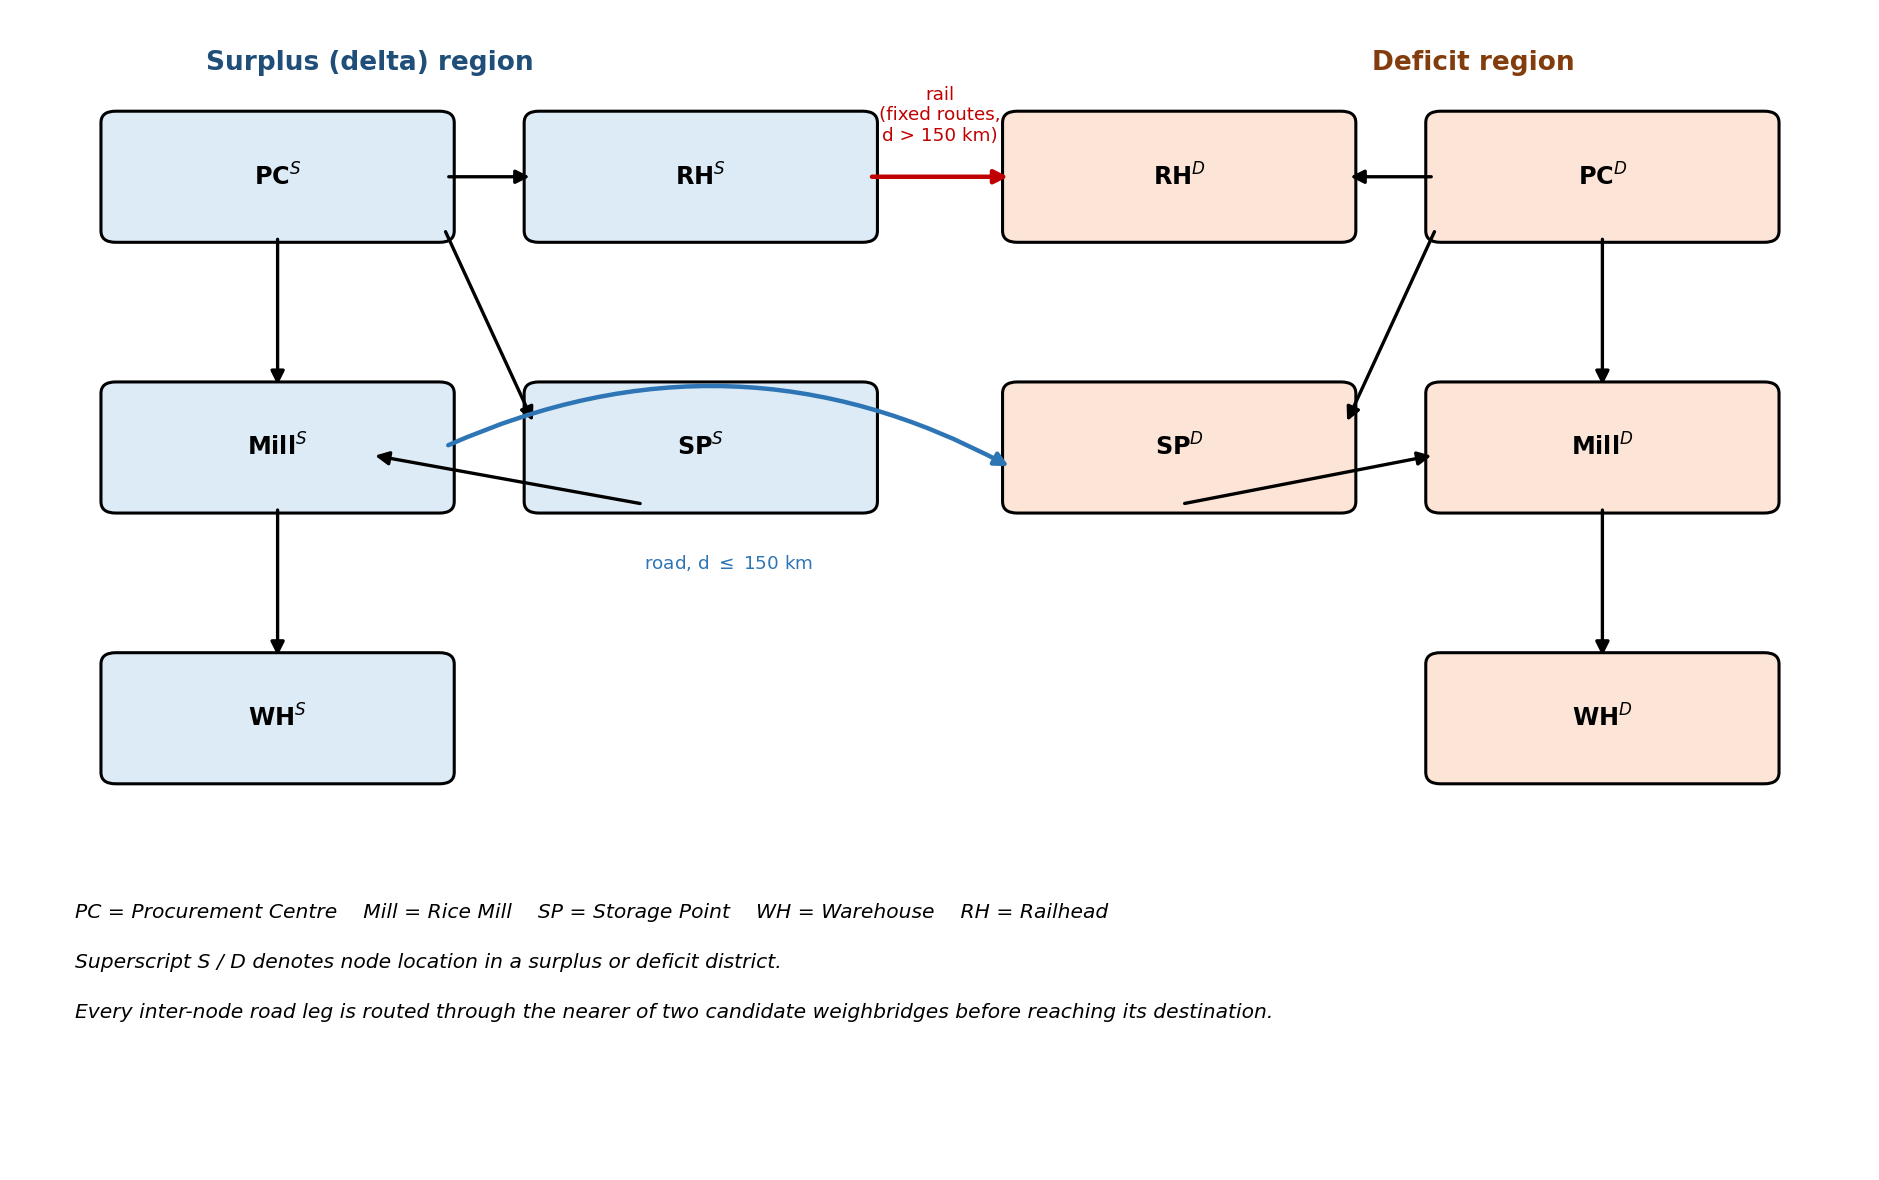 Surplus (delta) region
Deficit region
rail
(fixed routes,
d > 150 km)
PC^S
RH^S
RH^D
PC^D
Mill^S
SP^S
SP^D
Mill^D
road, d ≤ 150 km
WH^S
WH^D
PC = Procurement Centre    Mill = Rice Mill    SP = Storage Point    WH = Warehouse    RH = Railhead
Superscript S / D denotes node location in a surplus or deficit district.
Every inter-node road leg is routed through the nearer of two candidate weighbridges before reaching its destination.